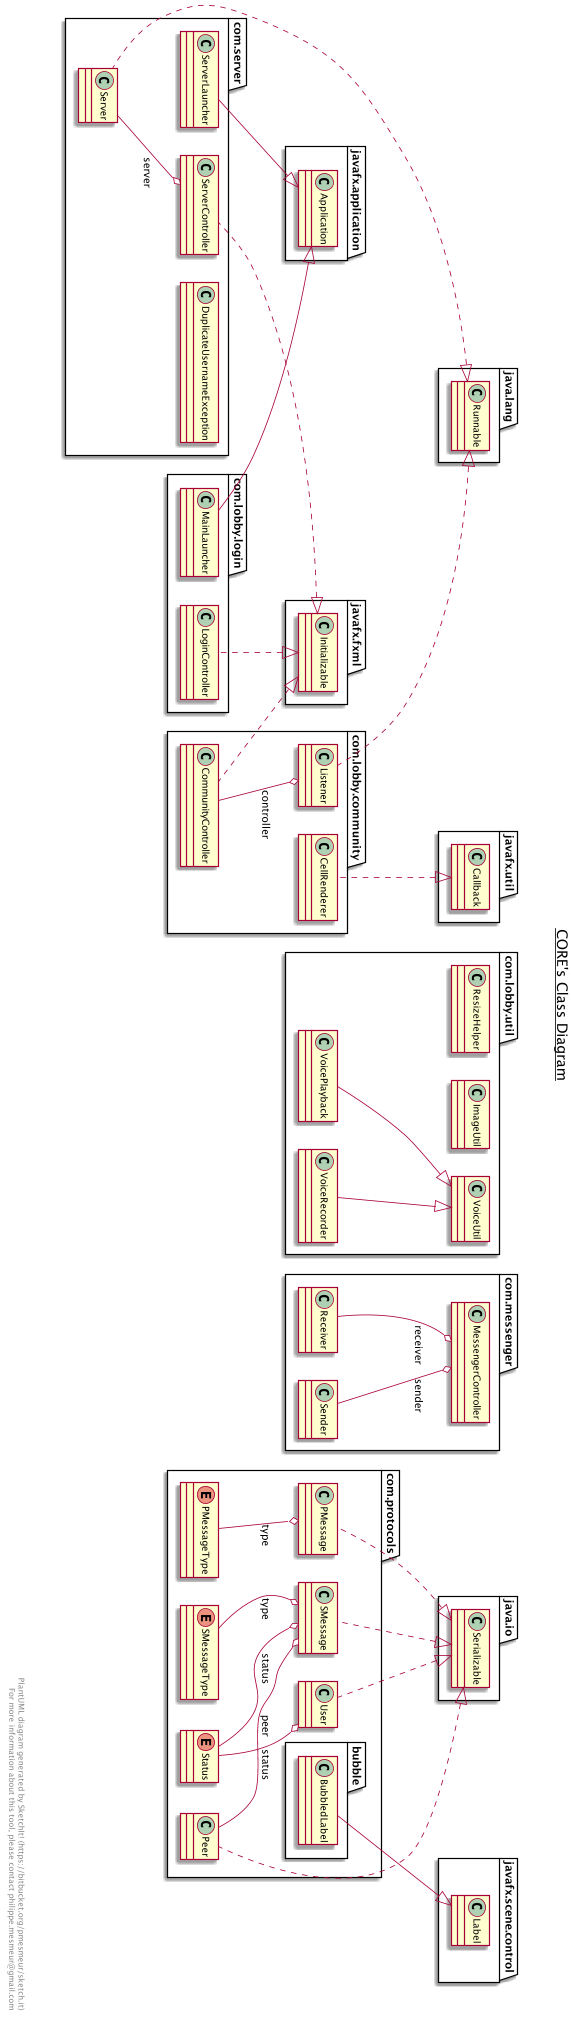 CORE's Class Diagram
com.server
C ServerLauncher
C ServerController
C DuplicateUsernameException
C Server
server
javafx.application
C Application
java.lang
C Runnable
com.lobby.login
C MainLauncher
C LoginController
javafx.fxml
C Initializable
com.lobby.community
C Listener
C CellRenderer
C CommunityController
controller
javafx.util
C Callback
com.lobby.util
C ResizeHelper
C ImageUtil
C VoiceUtil
C VoicePlayback
C VoiceRecorder
com.messenger
C MessengerController
C Receiver
C Sender
receiver
sender
com.protocols
C PMessage
C SMessage
C User
E PMessageType
E SMessageType
E Status
C Peer
type
type
status
peer
status
bubble
C BubbledLabel
java.io
C Serializable
javafx.scene.control
C Label
PlantUML diagram generated by SketchIt! (https://bitbucket.org/pmesmeur/sketch.it)
For more information about this tool, please contact philippe.mesmeur@gmail.com